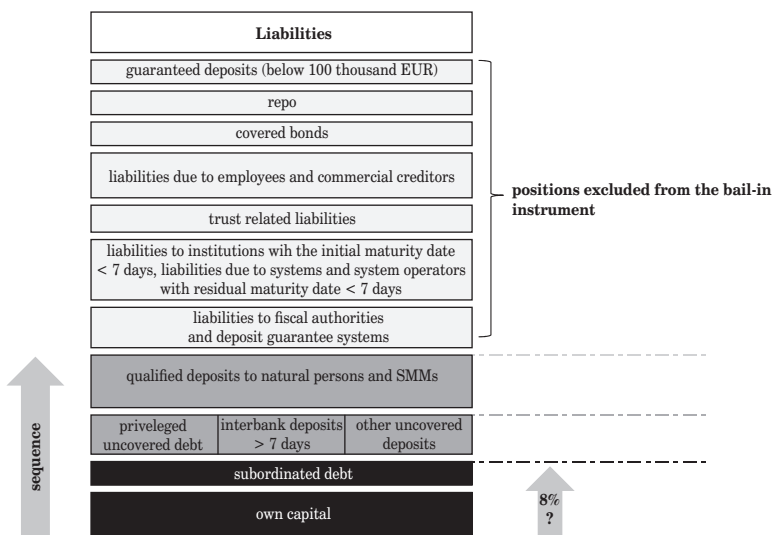 Liabilities
guaranteed deposits (below 100 thousand EUR)
repo
covered bonds
liabilities due to employees and commercial creditors
trust related liabilities
liabilities to institutions wih the initial maturity date
< 7 days, liabilities due to systems and system operators
with residual maturity date < 7 days
liabilities to fiscal authorities
and deposit guarantee systems
positions excluded from the bail-in
instrument
qualified deposits to natural persons and SMMs
priveleged
uncovered debt
interbank deposits
> 7 days
other uncovered
deposits
subordinated debt
own capital
sequence
8%
?